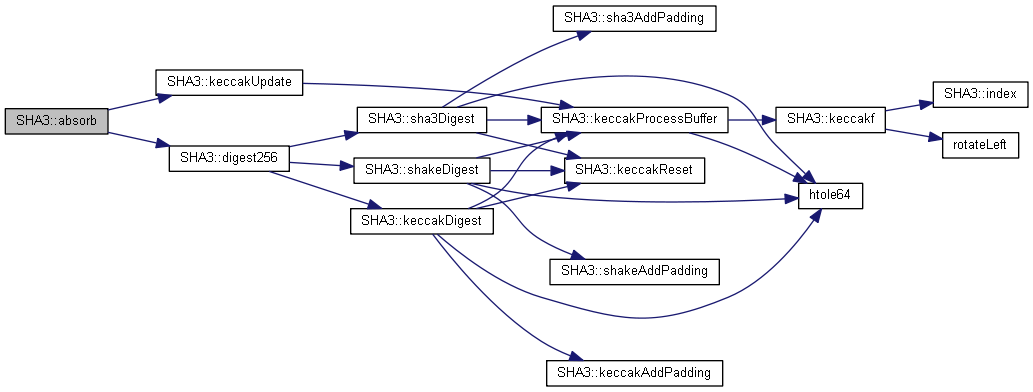 SHA3::absorb
SHA3::keccakUpdate
SHA3::digest256
SHA3::sha3Digest
SHA3::shakeDigest
SHA3::keccakDigest
SHA3::sha3AddPadding
SHA3::keccakProcessBuffer
SHA3::keccakReset
SHA3::shakeAddPadding
SHA3::keccakAddPadding
SHA3::keccakf
htole64
SHA3::index
rotateLeft